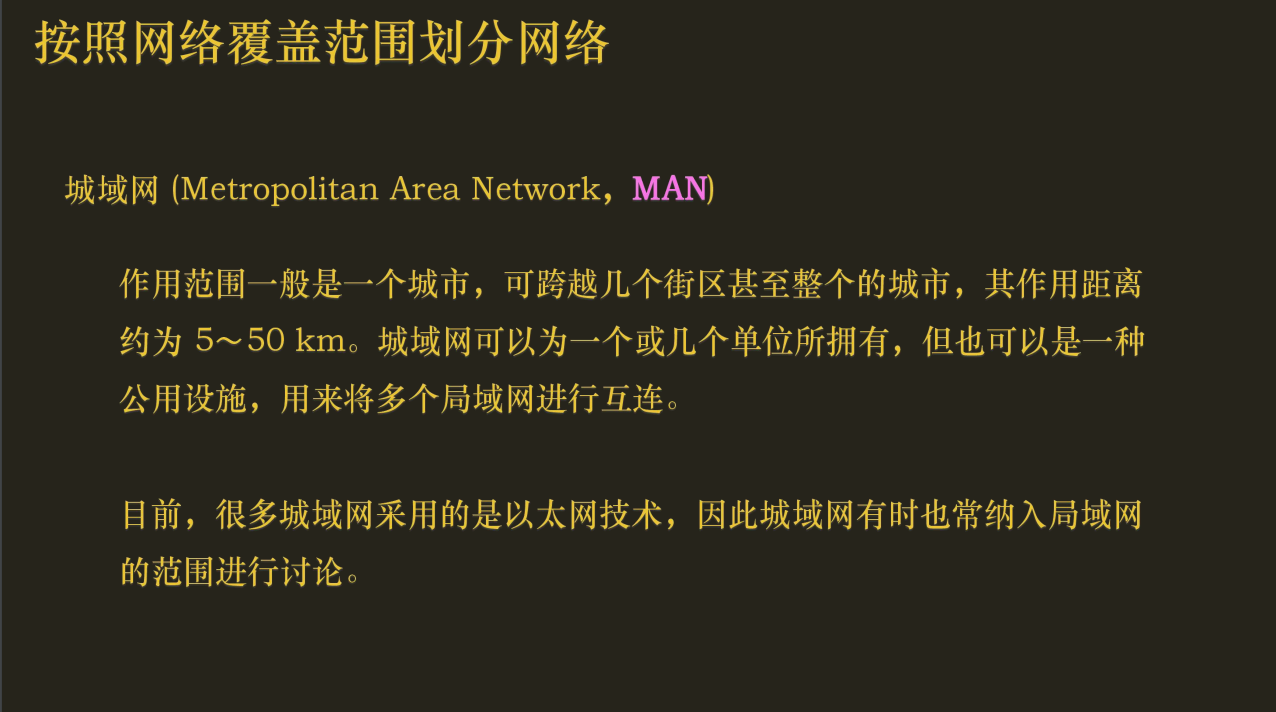 按照网络覆盖范围划分网络
城域网 (Metropolitan Area Network，MAN)
作用范围一般是一个城市，可跨越几个街区甚至整个的城市，其作用距离
约为 5～50 km。城域网可以为一个或几个单位所拥有，但也可以是一种
公用设施，用来将多个局域网进行互连。
目前，很多城域网采用的是以太网技术，因此城域网有时也常纳入局域网
的范围进行讨论。